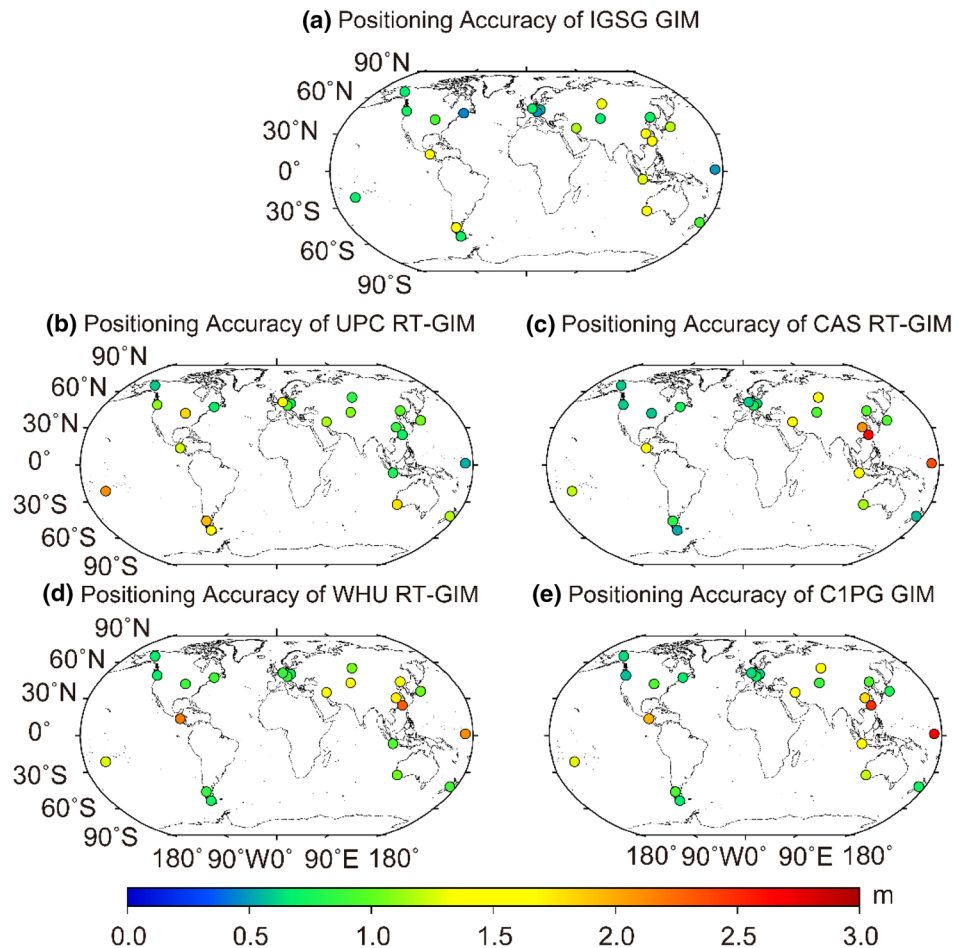 (a) Positioning Accuracy of IGSG GIM
90˚N
60˚N
30˚N
0˚
30˚S
60˚S
90˚S
(b) Positioning Accuracy of UPC RT-GIM
(c) Positioning Accuracy of CAS RT-GIM
90˚N
60˚N
30˚N
0˚
30˚S
60˚S
90˚S
(d) Positioning Accuracy of WHU RT-GIM
(e) Positioning Accuracy of C1PG GIM
90˚N
60˚N
30˚N
0˚
30˚S
60˚S
90˚S
180˚ 90˚W 0˚ 90˚E 180˚
180˚ 90˚W 0˚ 90˚E 180˚
m
0.0 0.5 1.0 1.5 2.0 2.5 3.0